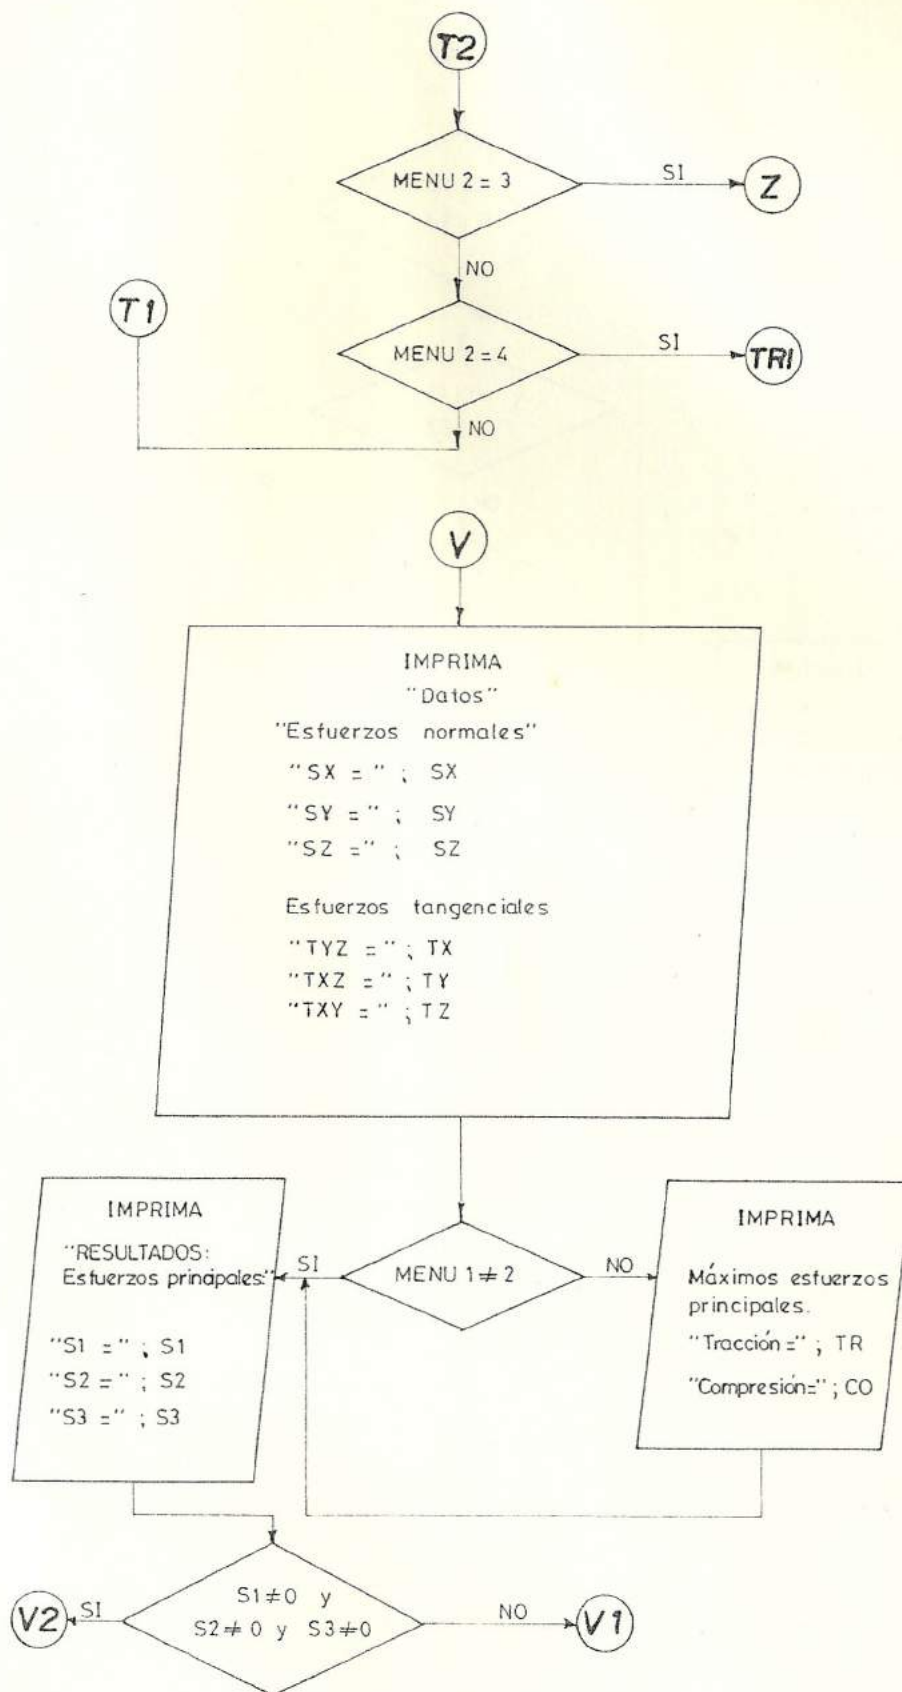 T2
MENU 2 = 3
SI
Z
NO
T1
MENU 2 = 4
SI
TRI
NO
V
IMPRIMA
"Datos"
"Esfuerzos normales"
"SX = " ; SX
"SY = " ; SY
"SZ = " ; SZ
Esfuerzos tangenciales
"TYZ = " ; TX
"TXZ = " ; TY
"TXY = " ; TZ
IMPRIMA
"RESULTADOS:
Esfuerzos principales:"
"S1 = " ; S1
"S2 = " ; S2
"S3 = " ; S3
SI
MENU 1 ≠ 2
NO
IMPRIMA
Máximos esfuerzos
principales.
"Tracción = " ; TR
"Compresión=" ; CO
V2
SI
S1≠0 y
S2≠0 y S3≠0
NO
V1